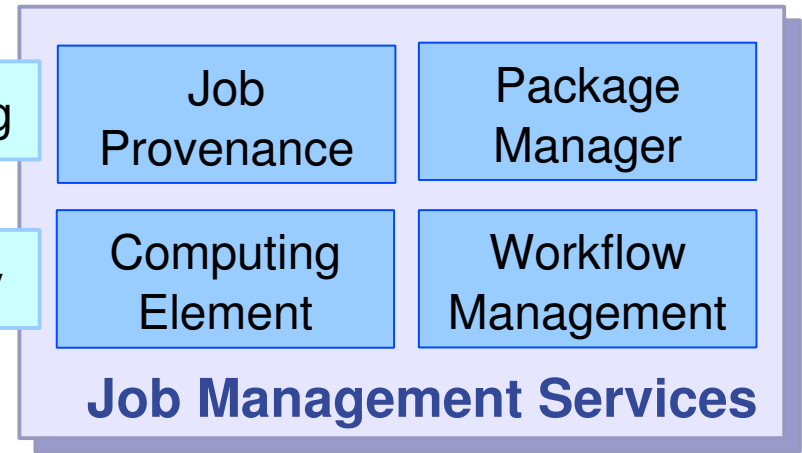 Job
Provenance
Package
Manager
Computing
Element
Workflow
Management
Job Management Services